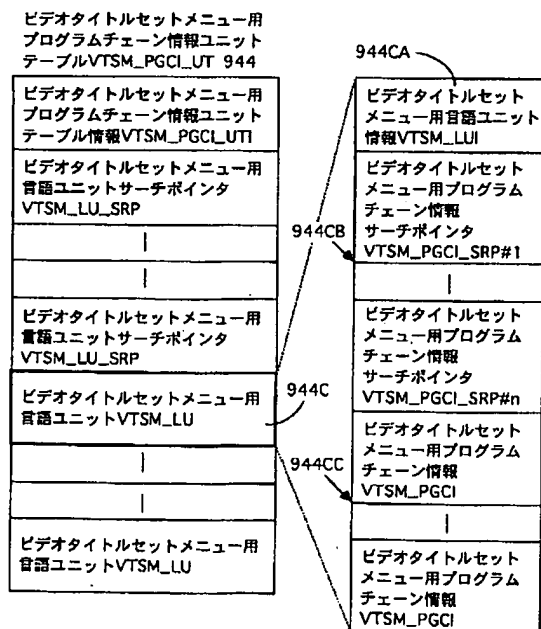 ビデオタイトルセットメニュー用
プログラムチェーン情報ユニット
テーブルVTSM_PGCI_UT 944
ビデオタイトルセットメニュー用
プログラムチェーン情報ユニット
テーブル情報VTSM_PGCI_UTI
ビデオタイトルセットメニュー用
言語ユニットサーチポインタ
VTSM_LU_SRP
ビデオタイトルセットメニュー用
言語ユニットサーチポインタ
VTSM_LU_SRP
ビデオタイトルセットメニュー用
言語ユニットVTSM_LU
ビデオタイトルセットメニュー用
言語ユニットVTSM_LU
944C
944CA
ビデオタイトルセット
メニュー用言語ユニット
情報VTSM_LUI
ビデオタイトルセット
メニュー用プログラム
チェーン情報
サーチポインタ
VTSM_PGCI_SRP#1
944CB
ビデオタイトルセット
メニュー用プログラム
チェーン情報
サーチポインタ
VTSM_PGCI_SRP#n
ビデオタイトルセット
メニュー用プログラム
チェーン情報
VTSM_PGCI
944CC
ビデオタイトルセット
メニュー用プログラム
チェーン情報
VTSM_PGCI